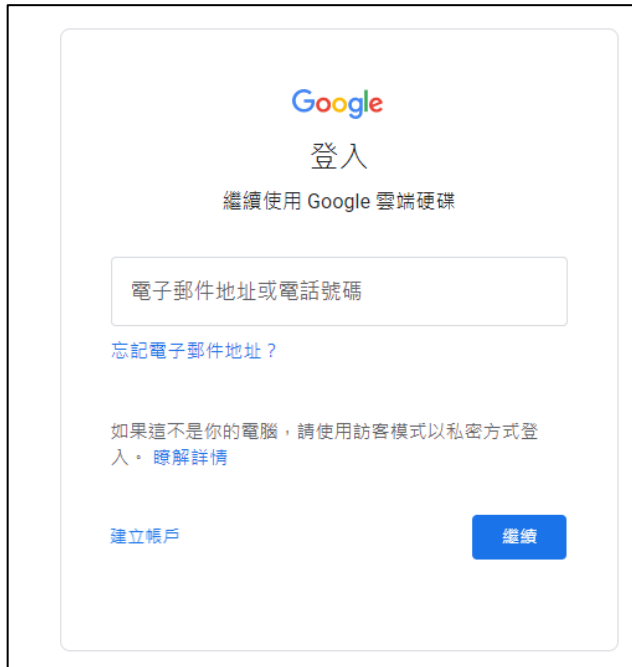 Google
登入
繼續使用 Google 雲端硬碟
電子郵件地址或電話號碼
忘記電子郵件地址？
如果這不是你的電腦，請使用訪客模式以私密方式登
入。 瞭解詳情
建立帳戶
繼續